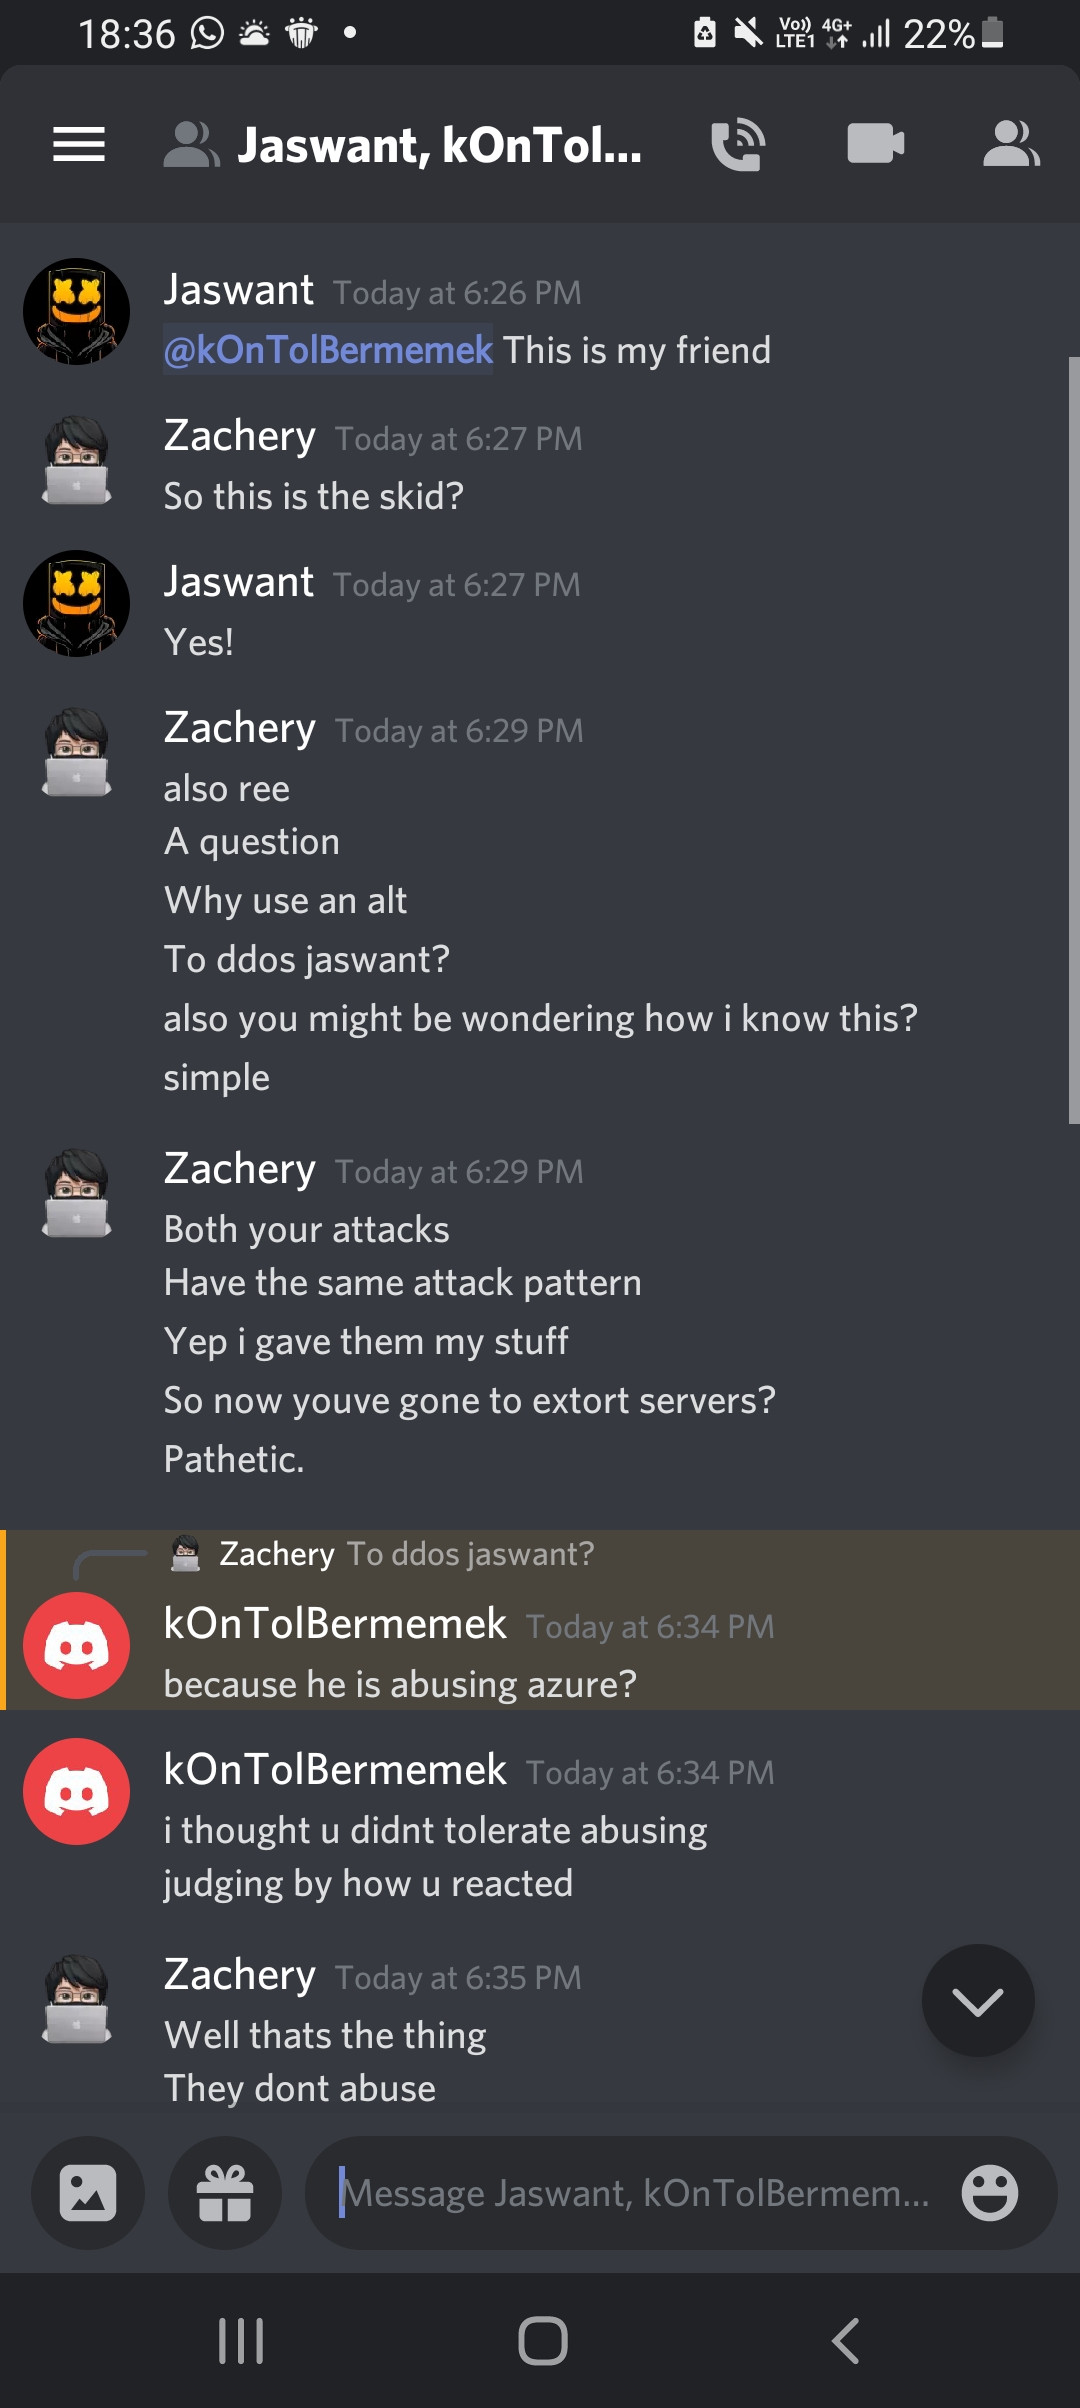 18:36
Vo)) LTE1 4G+ 22%
Jaswant, kOnTol...
Jaswant Today at 6:26 PM
@kOnTolBermemek This is my friend
Zachery Today at 6:27 PM
So this is the skid?
Jaswant Today at 6:27 PM
Yes!
Zachery Today at 6:29 PM
also ree
A question
Why use an alt
To ddos jaswant?
also you might be wondering how i know this?
simple
Zachery Today at 6:29 PM
Both your attacks
Have the same attack pattern
Yep i gave them my stuff
So now youve gone to extort servers?
Pathetic.
Zachery To ddos jaswant?
kOnTolBermemek Today at 6:34 PM
because he is abusing azure?
kOnTolBermemek Today at 6:34 PM
i thought u didnt tolerate abusing
judging by how u reacted
Zachery Today at 6:35 PM
Well thats the thing
They dont abuse
Message Jaswant, kOnTolBermem...